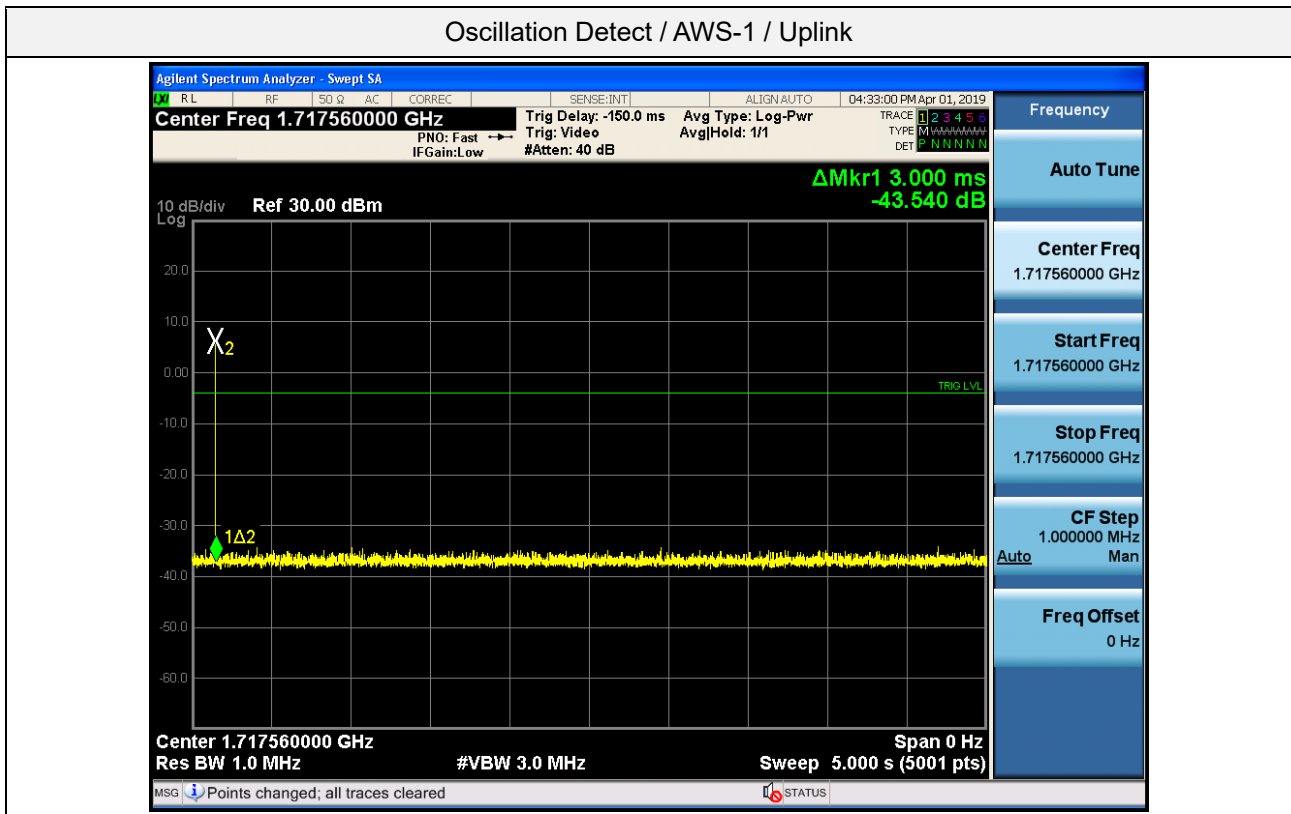 Oscillation Detect / AWS-1 / Uplink
Agilent Spectrum Analyzer - Swept SA
LXI RL RF 50 Ω AC CORREC SENSE:INT ALIGN AUTO 04:33:00 PM Apr 01, 2019
Center Freq 1.717560000 GHz
PNO: Fast
IFGain:Low
Trig Delay: -150.0 ms
Trig: Video
#Atten: 40 dB
Avg Type: Log-Pwr
Avg|Hold: 1/1
TRACE 1 2 3 4 5 6
TYPE M WWWWW
DET P N N N N N
Frequency
Auto Tune
ΔMkr1 3.000 ms
-43.540 dB
10 dB/div Ref 30.00 dBm
Log
20.0
10.0
0.00
-10.0
-20.0
-30.0
-40.0
-50.0
-60.0
X2
TRIG LVL
1Δ2
Center Freq
1.717560000 GHz
Start Freq
1.717560000 GHz
Stop Freq
1.717560000 GHz
CF Step
1.000000 MHz
Auto Man
Freq Offset
0 Hz
Center 1.717560000 GHz Span 0 Hz
Res BW 1.0 MHz #VBW 3.0 MHz Sweep 5.000 s (5001 pts)
MSG Points changed; all traces cleared STATUS